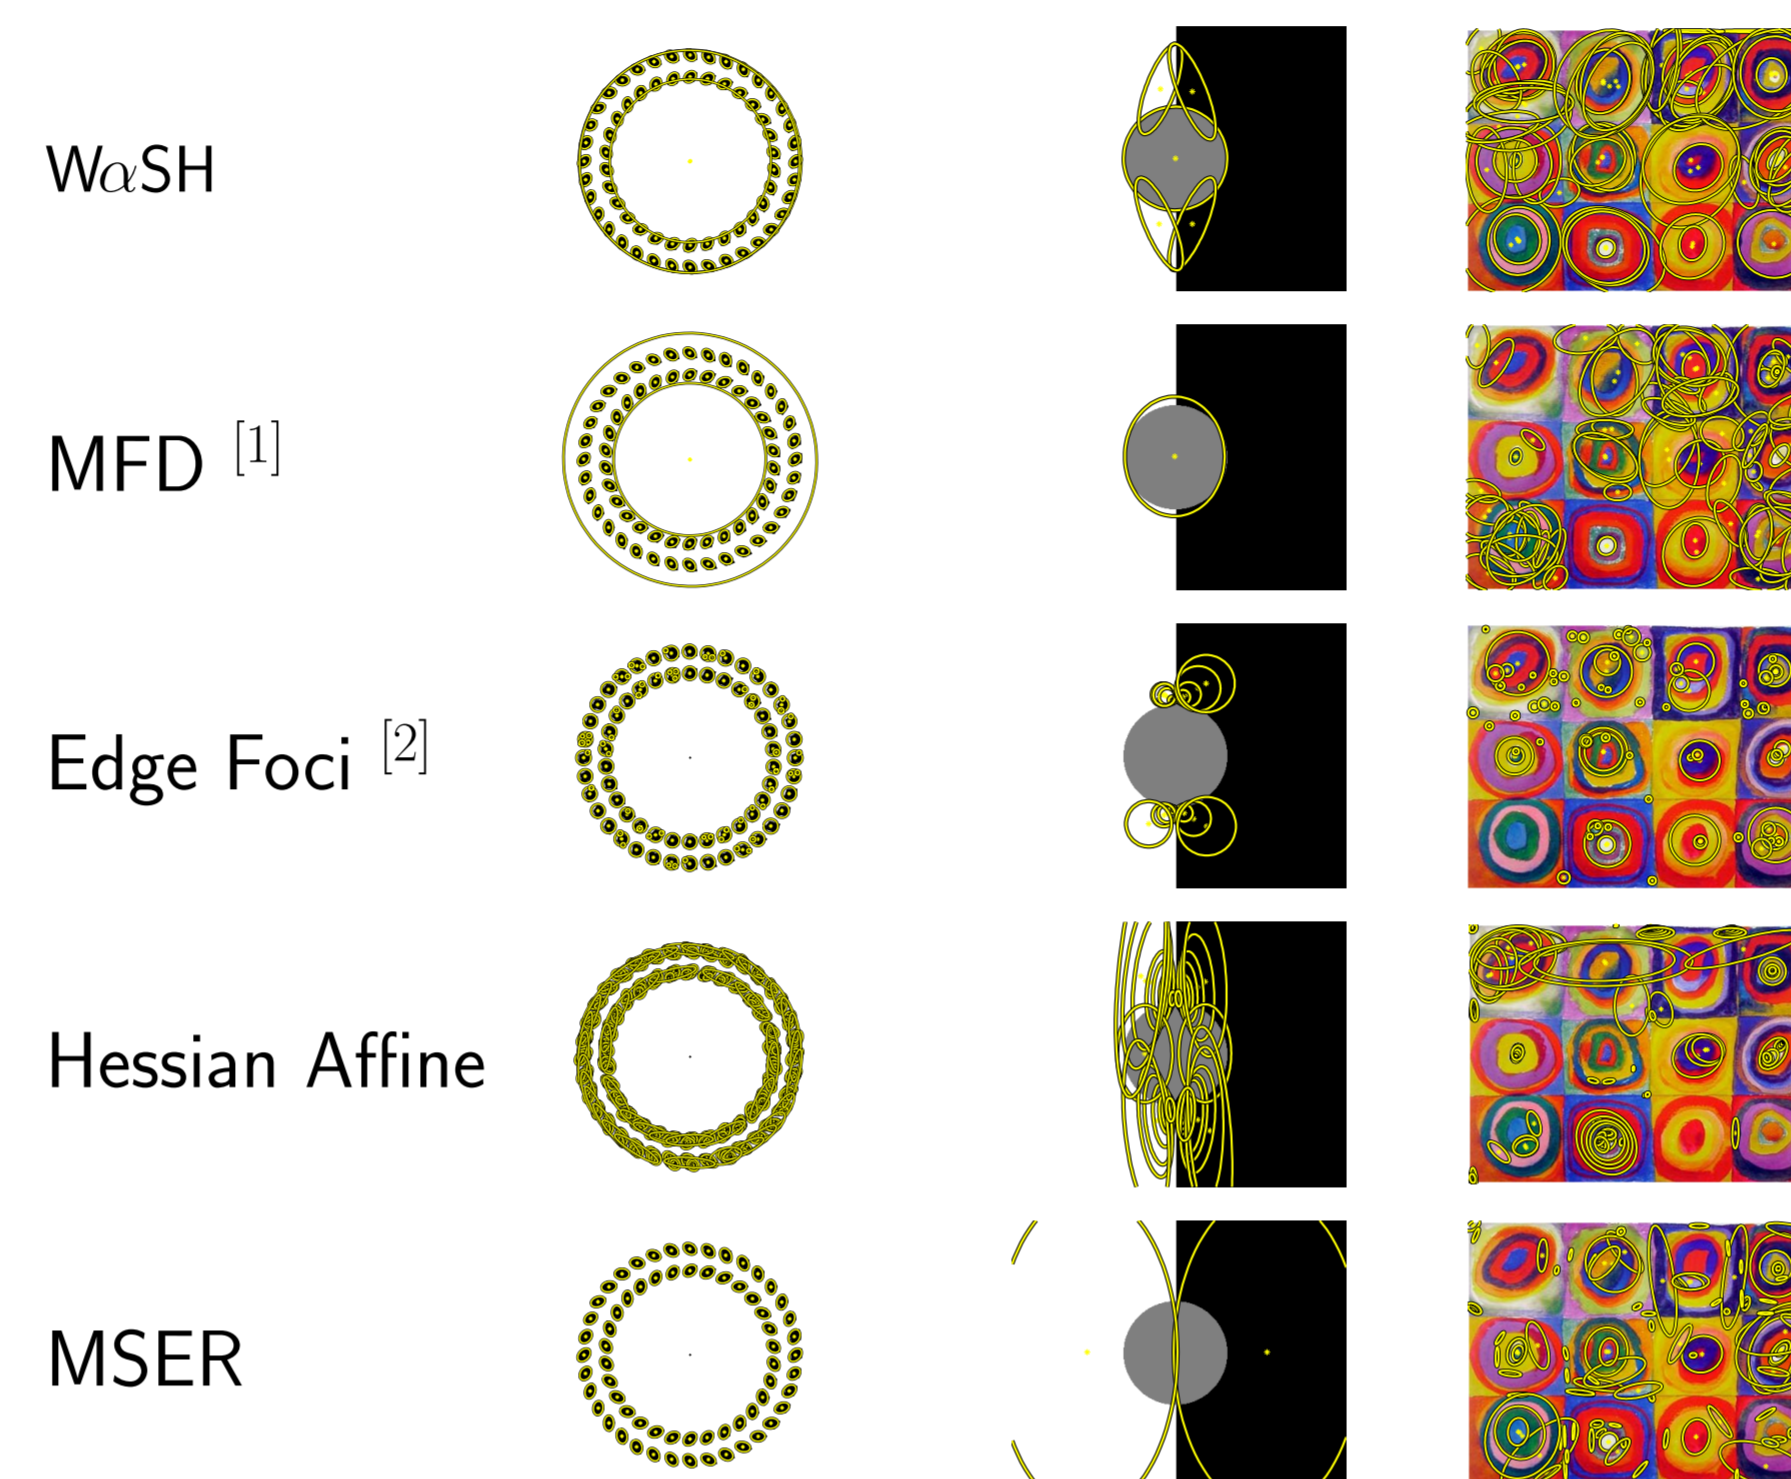 WαSH
MFD [1]
Edge Foci [2]
Hessian Affine
MSER